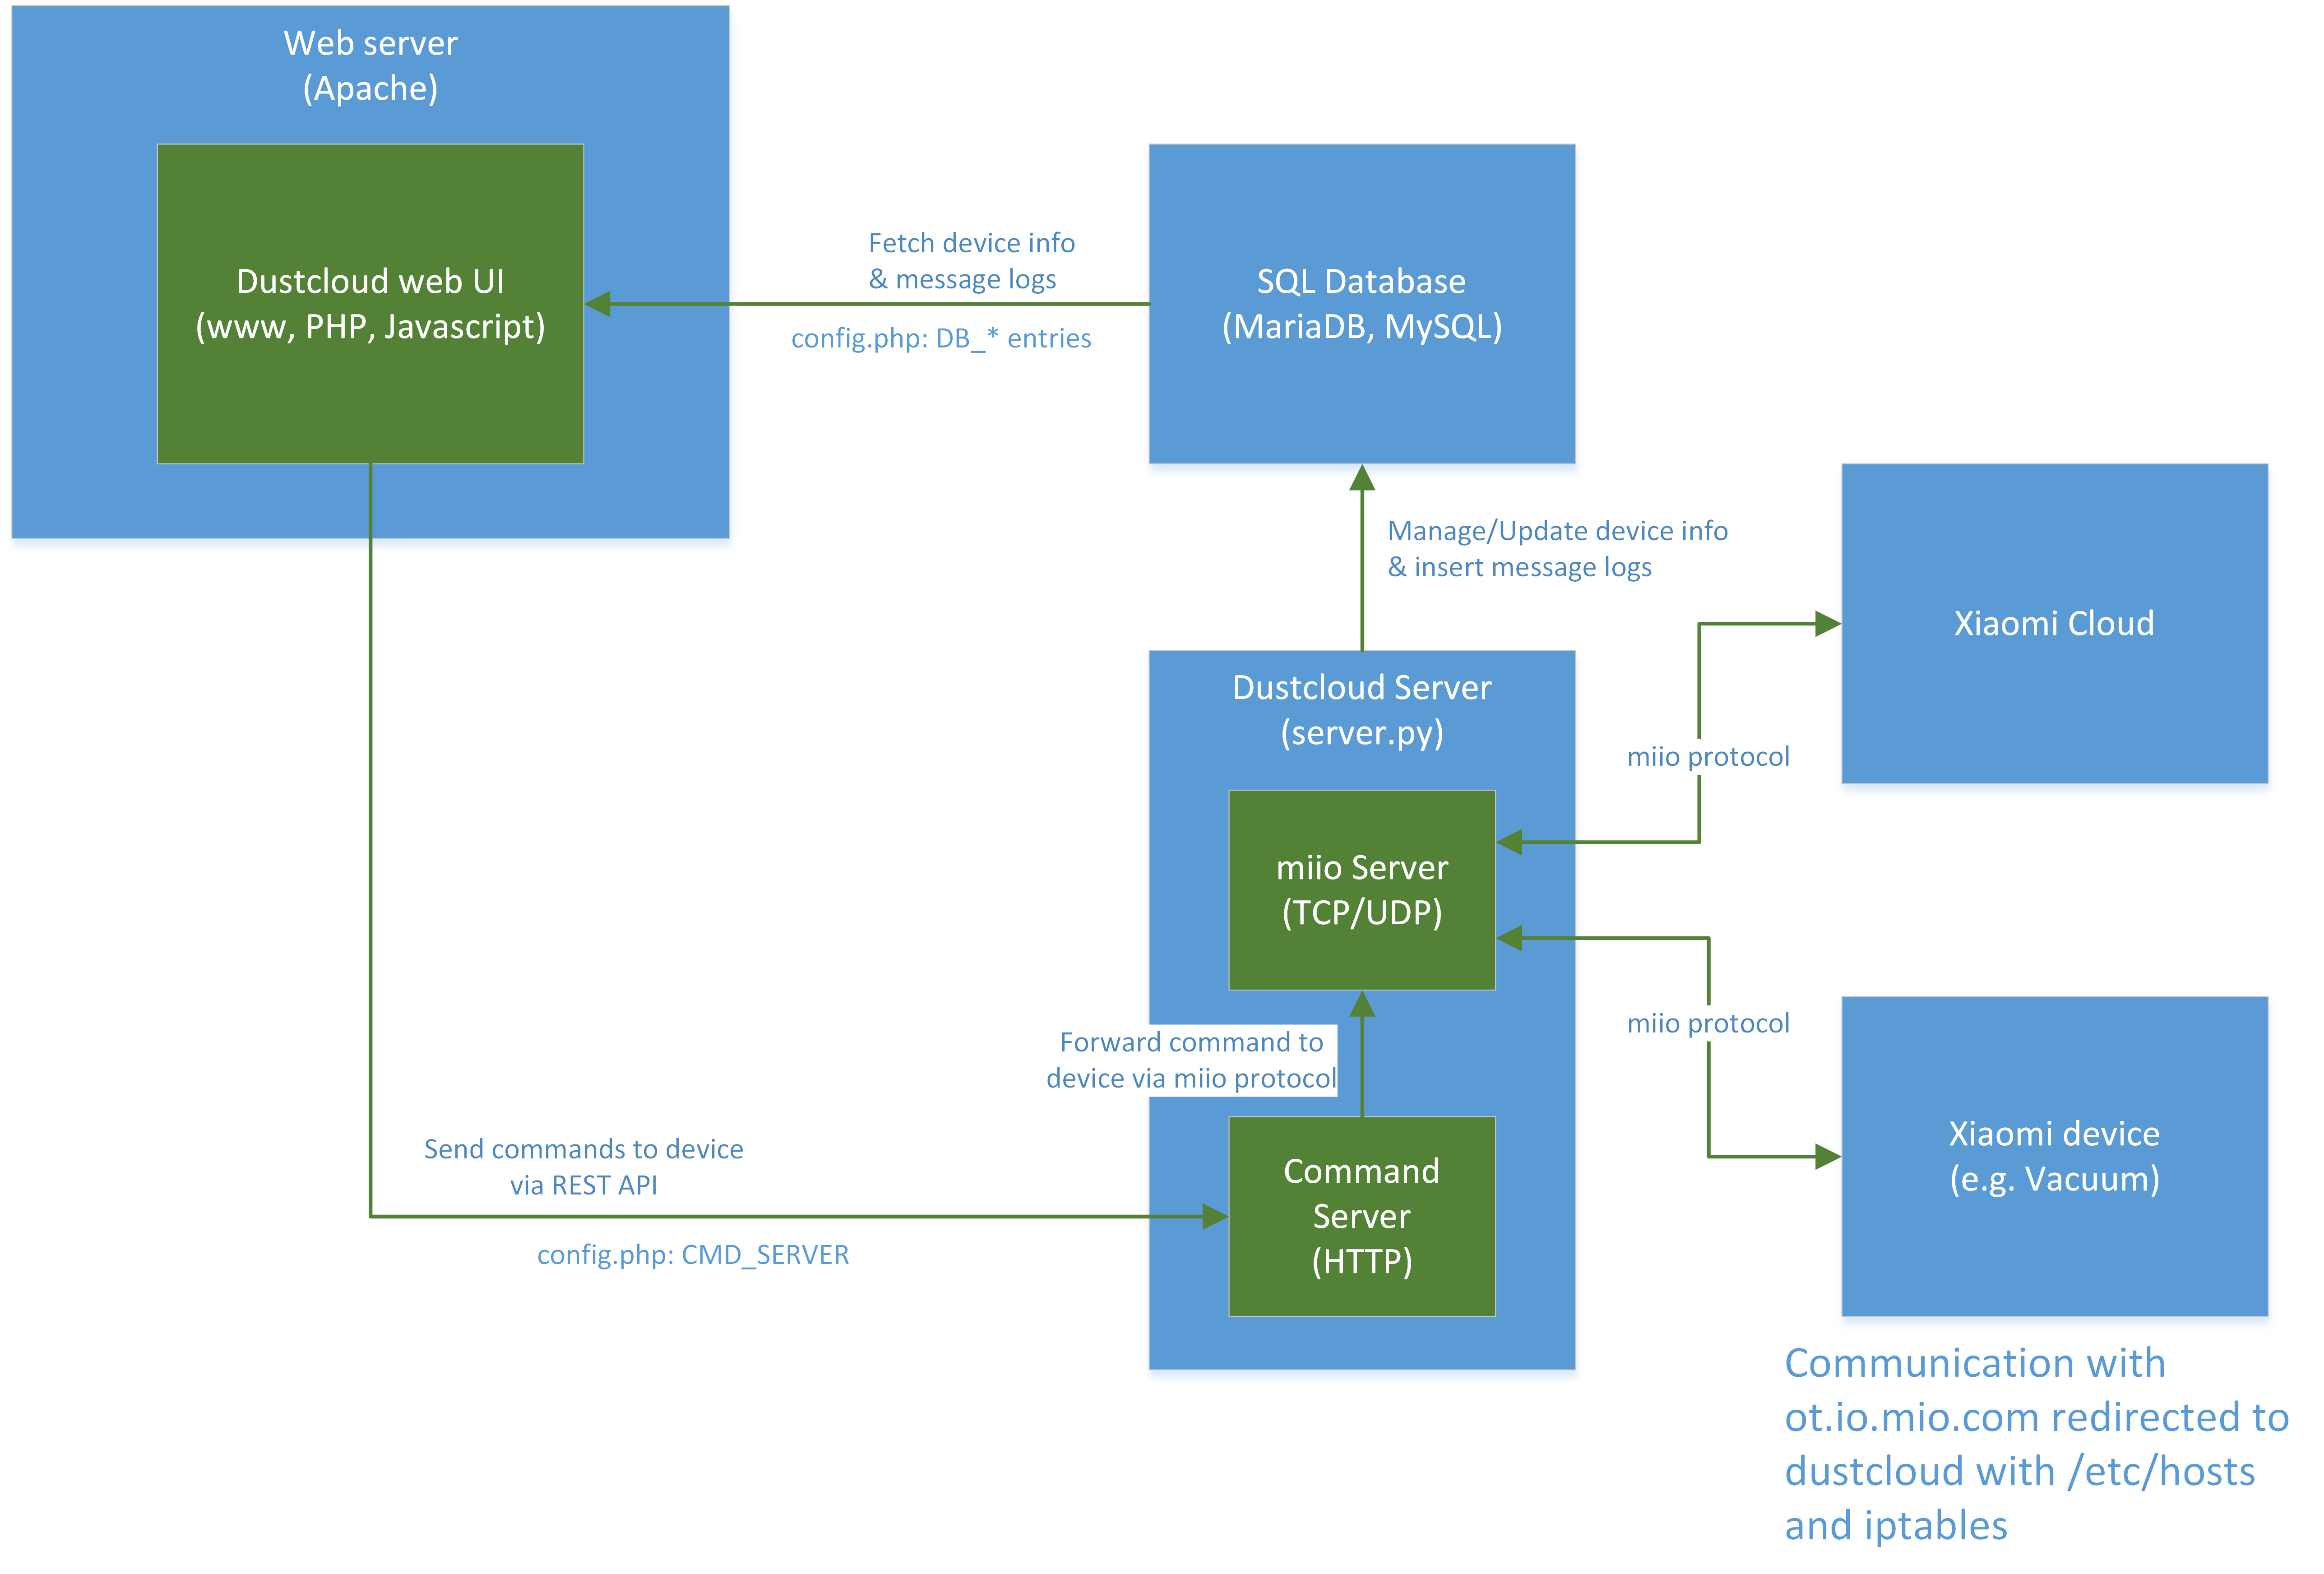 Web server
(Apache)
Dustcloud web UI
(www, PHP, Javascript)
Fetch device info
& message logs
config.php: DB_* entries
SQL Database
(MariaDB, MySQL)
Manage/Update device info
& insert message logs
Xiaomi Cloud
Dustcloud Server
(server.py)
miio protocol
miio Server
(TCP/UDP)
miio protocol
Forward command to
device via miio protocol
Send commands to device
via REST API
config.php: CMD_SERVER
Command
Server
(HTTP)
Xiaomi device
(e.g. Vacuum)
Communication with
ot.io.mio.com redirected to
dustcloud with /etc/hosts
and iptables